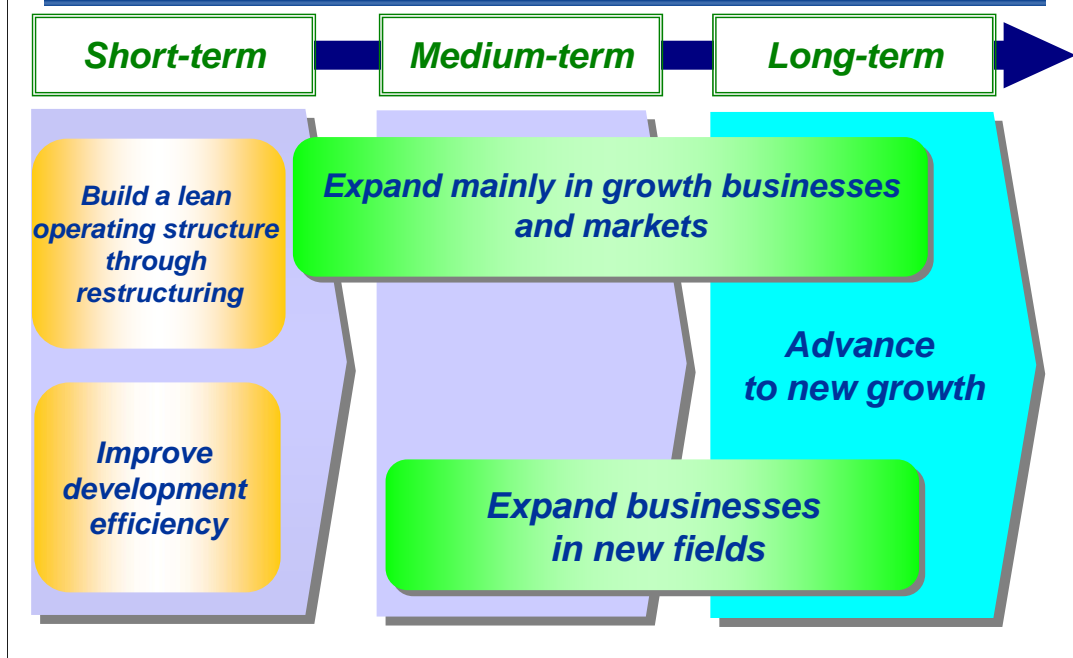 Short-term
Medium-term
Long-term
Build a lean
operating structure
through
restructuring
Expand mainly in growth businesses
and markets
Advance
to new growth
Improve
development
efficiency
Expand businesses
in new fields